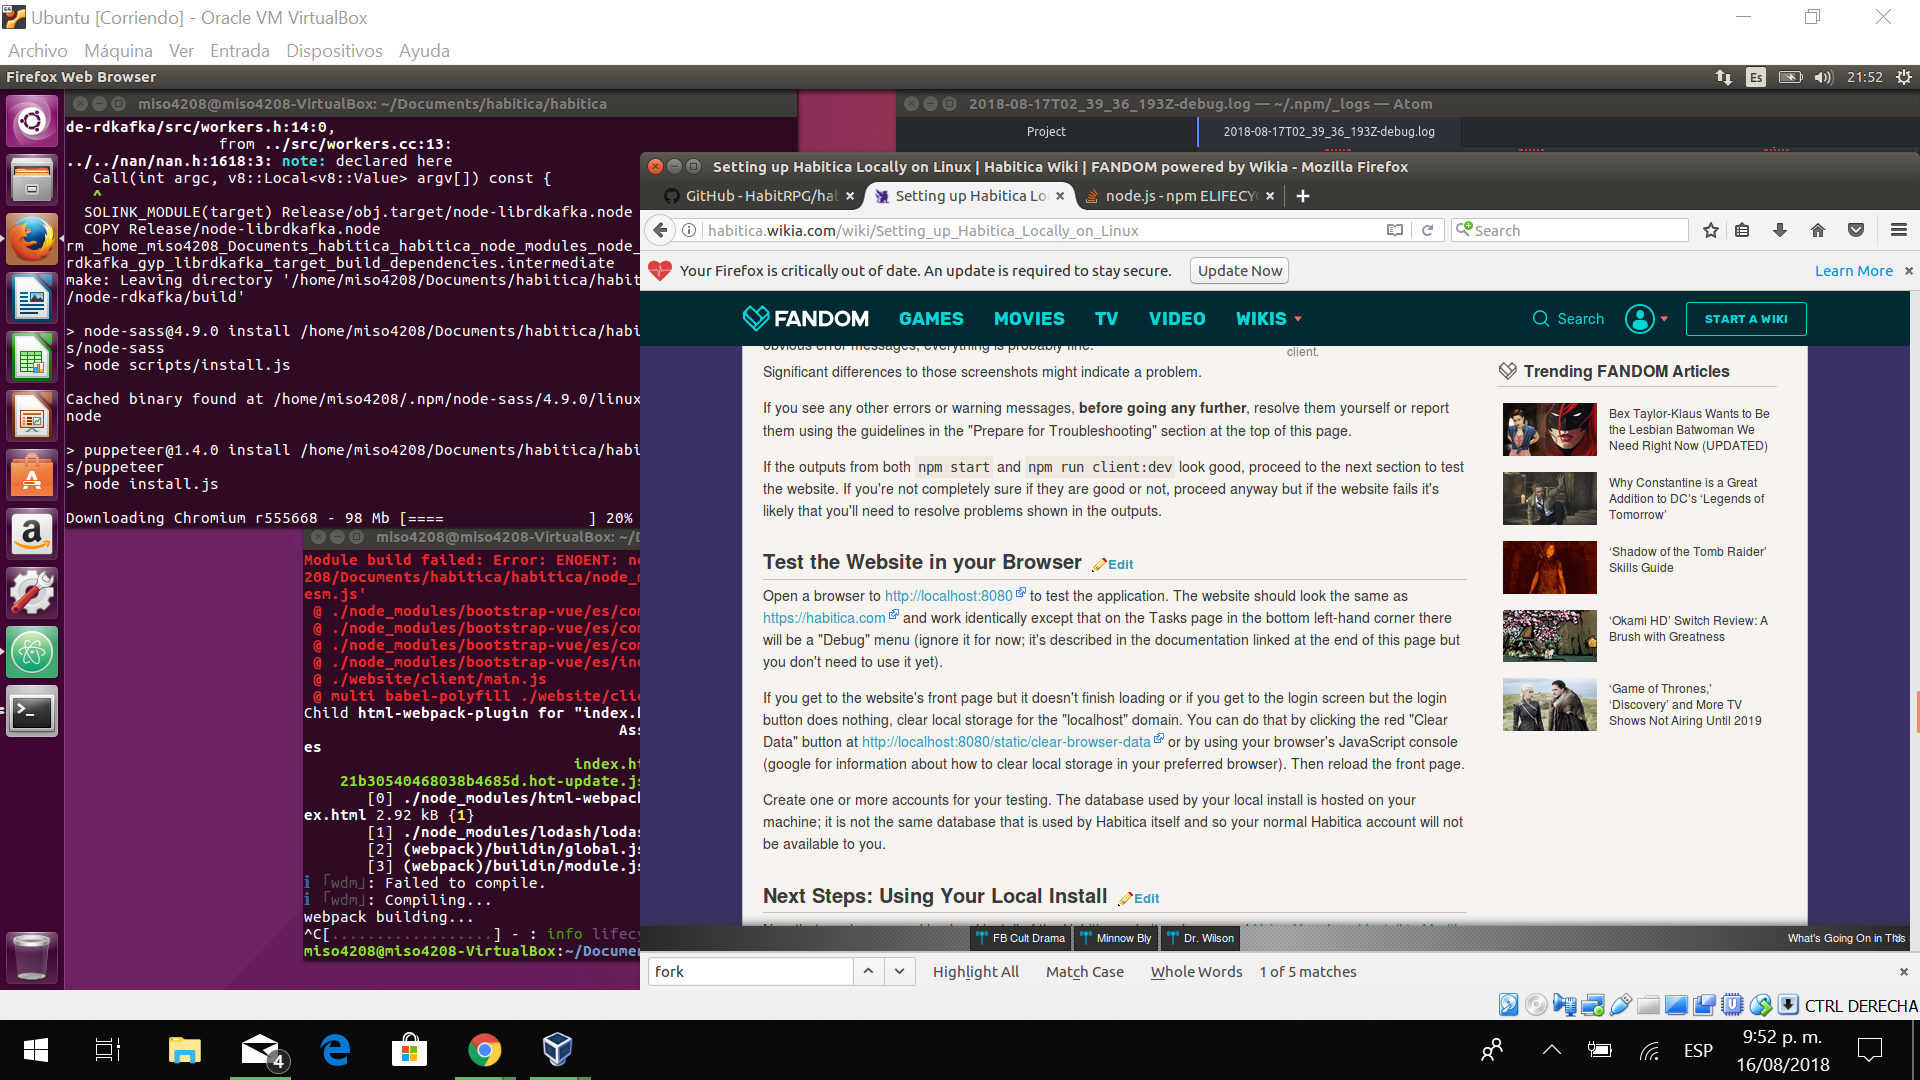 Ubuntu [Corriendo] - Oracle VM VirtualBox
Archivo Máquina Ver Entrada Dispositivos Ayuda
Firefox Web Browser
Es
21:52
miso4208@miso4208-VirtualBox: ~/Documents/habitica/habitica
de-rdkafka/src/workers.h:14:0,
from ../src/workers.cc:13:
../../nan/nan.h:1618:3: note: declared here
Call(int argc, v8::Local<v8::Value> argv[]) const {
^
SOLINK_MODULE(target) Release/obj.target/node-librdkafka.node
COPY Release/node-librdkafka.node
rm _home_miso4208_Documents_habitica_habitica_node_modules_node_
rdkafka_gyp_librdkafka_target_build_dependencies.intermediate
make: Leaving directory '/home/miso4208/Documents/habitica/habit
/node-rdkafka/build'
> node-sass@4.9.0 install /home/miso4208/Documents/habitica/habi
s/node-sass
> node scripts/install.js
Cached binary found at /home/miso4208/.npm/node-sass/4.9.0/linux
node
> puppeteer@1.4.0 install /home/miso4208/Documents/habitica/habi
s/puppeteer
> node install.js
Downloading Chromium r555668 - 98 Mb [==== ] 20%
miso4208@miso4208-VirtualBox: ~/D
Module build failed: Error: ENOENT: n
208/Documents/habitica/habitica/node_m
esm.js'
@ ./node_modules/bootstrap-vue/es/com
@ ./node_modules/bootstrap-vue/es/com
@ ./node_modules/bootstrap-vue/es/com
@ ./node_modules/bootstrap-vue/es/ind
@ ./website/client/main.js
@ multi babel-polyfill ./website/clie
Child html-webpack-plugin for "index.h
Ass
es
index.ht
21b30540468038b4685d.hot-update.js
[0] ./node_modules/html-webpack
ex.html 2.92 kB {1}
[1] ./node_modules/lodash/lodas
[2] (webpack)/buildin/global.js
[3] (webpack)/buildin/module.js
i ｢wdm｣: Failed to compile.
i ｢wdm｣: Compiling...
webpack building...
^C[..................] - : info lifecy
miso4208@miso4208-VirtualBox:~/Documen
2018-08-17T02_39_36_193Z-debug.log — ~/.npm/_logs — Atom
Project
2018-08-17T02_39_36_193Z-debug.log
Setting up Habitica Locally on Linux | Habitica Wiki | FANDOM powered by Wikia - Mozilla Firefox
GitHub - HabitRPG/hab
Setting up Habitica Lo
node.js - npm ELIFECY
habitica.wikia.com/wiki/Setting_up_Habitica_Locally_on_Linux
Search
Your Firefox is critically out of date. An update is required to stay secure.
Update Now
Learn More
FANDOM
GAMES MOVIES TV VIDEO WIKIS
Search
START A WIKI
obvious error messages, everything is probably fine.
client.
Significant differences to those screenshots might indicate a problem.
If you see any other errors or warning messages, before going any further, resolve them yourself or report
them using the guidelines in the "Prepare for Troubleshooting" section at the top of this page.
If the outputs from both npm start and npm run client:dev look good, proceed to the next section to test
the website. If you're not completely sure if they are good or not, proceed anyway but if the website fails it's
likely that you'll need to resolve problems shown in the outputs.
Test the Website in your Browser Edit
Open a browser to http://localhost:8080 to test the application. The website should look the same as
https://habitica.com and work identically except that on the Tasks page in the bottom left-hand corner there
will be a "Debug" menu (ignore it for now; it's described in the documentation linked at the end of this page but
you don't need to use it yet).
If you get to the website's front page but it doesn't finish loading or if you get to the login screen but the login
button does nothing, clear local storage for the "localhost" domain. You can do that by clicking the red "Clear
Data" button at http://localhost:8080/static/clear-browser-data or by using your browser's JavaScript console
(google for information about how to clear local storage in your preferred browser). Then reload the front page.
Create one or more accounts for your testing. The database used by your local install is hosted on your
machine; it is not the same database that is used by Habitica itself and so your normal Habitica account will not
be available to you.
Next Steps: Using Your Local Install Edit
Trending FANDOM Articles
Bex Taylor-Klaus Wants to Be
the Lesbian Batwoman We
Need Right Now (UPDATED)
Why Constantine is a Great
Addition to DC's 'Legends of
Tomorrow'
'Shadow of the Tomb Raider'
Skills Guide
'Okami HD' Switch Review: A
Brush with Greatness
'Game of Thrones,'
'Discovery' and More TV
Shows Not Airing Until 2019
FB Cult Drama
Minnow Bly
Dr. Wilson
What's Going On in This
fork
Highlight All
Match Case
Whole Words
1 of 5 matches
CTRL DERECHA
4
ESP
9:52 p. m.
16/08/2018